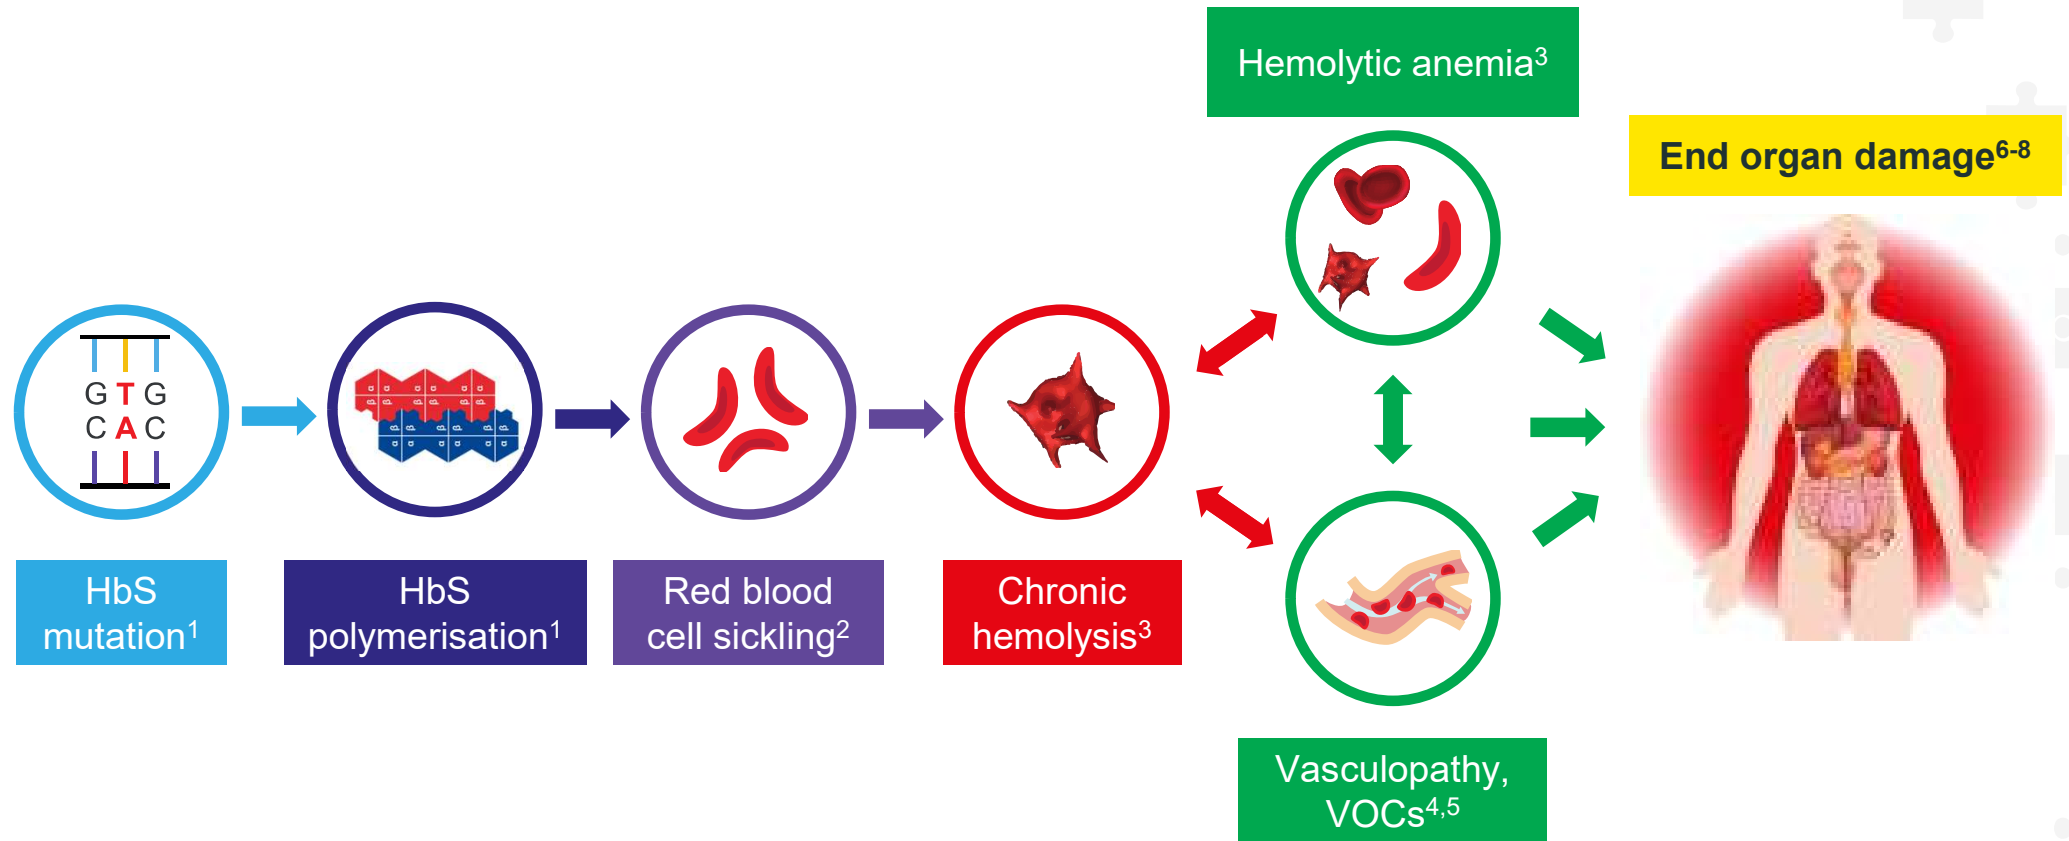 Hemolytic anemia³
End organ damage⁶⁻⁸
G T G
C A C
α α α α α α
β β β β β β
β β β β β β
α α α α α α
HbS
mutation¹
HbS
polymerisation¹
Red blood
cell sickling²
Chronic
hemolysis³
Vasculopathy,
VOCs⁴,⁵